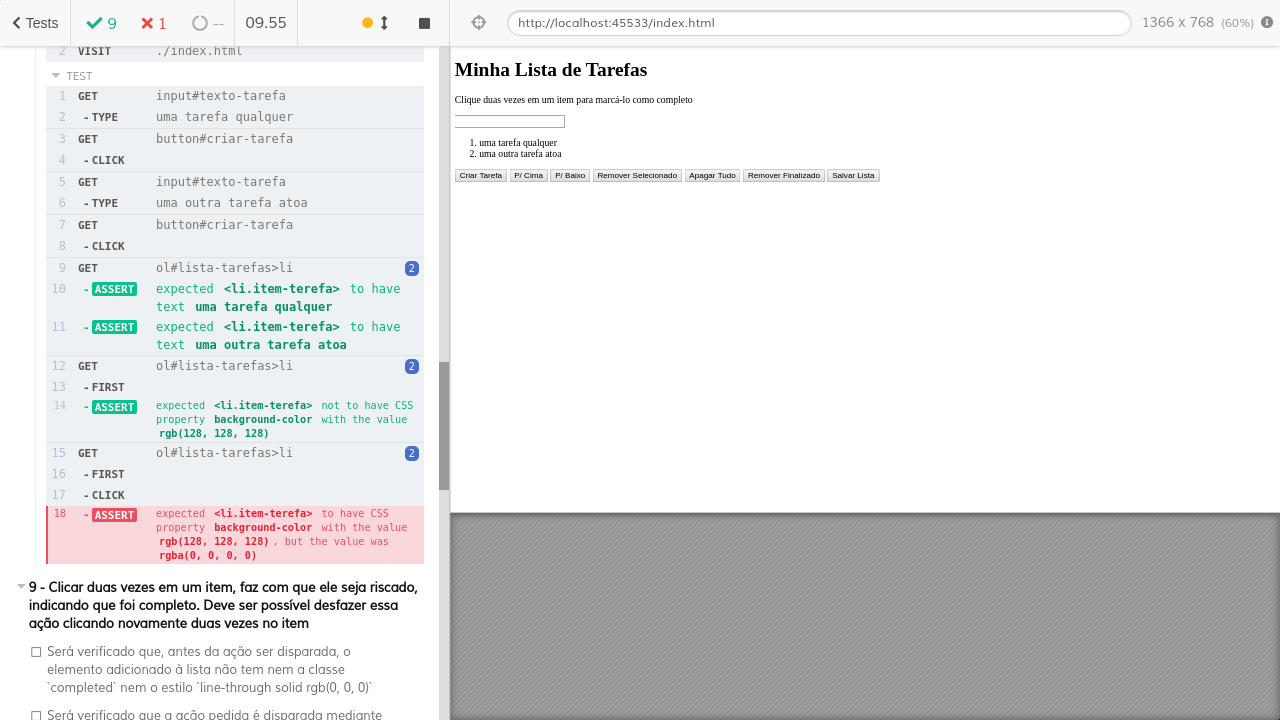 Tests 9 1 -- 09.55
http://localhost:45533/index.html 1366 x 768 (60%)
2 VISIT ./index.html
TEST
1 GET input#texto-tarefa
2 -TYPE uma tarefa qualquer
3 GET button#criar-tarefa
4 -CLICK
5 GET input#texto-tarefa
6 -TYPE uma outra tarefa atoa
7 GET button#criar-tarefa
8 -CLICK
9 GET ol#lista-tarefas>li 2
10 -ASSERT expected <li.item-terefa> to have
text uma tarefa qualquer
11 -ASSERT expected <li.item-terefa> to have
text uma outra tarefa atoa
12 GET ol#lista-tarefas>li 2
13 -FIRST
14 -ASSERT expected <li.item-terefa> not to have CSS
property background-color with the value
rgb(128, 128, 128)
15 GET ol#lista-tarefas>li 2
16 -FIRST
17 -CLICK
18 -ASSERT expected <li.item-terefa> to have CSS
property background-color with the value
rgb(128, 128, 128), but the value was
rgba(0, 0, 0, 0)
9 - Clicar duas vezes em um item, faz com que ele seja riscado,
indicando que foi completo. Deve ser possível desfazer essa
ação clicando novamente duas vezes no item
Será verificado que, antes da ação ser disparada, o
elemento adicionado à lista não tem nem a classe
`completed` nem o estilo `line-through solid rgb(0, 0, 0)`
Será verificado que a ação pedida é disparada mediante
Minha Lista de Tarefas
Clique duas vezes em um item para marcá-lo como completo
1. uma tarefa qualquer
2. uma outra tarefa atoa
Criar Tarefa P/ Cima P/ Baixo Remover Selecionado Apagar Tudo Remover Finalizado Salvar Lista